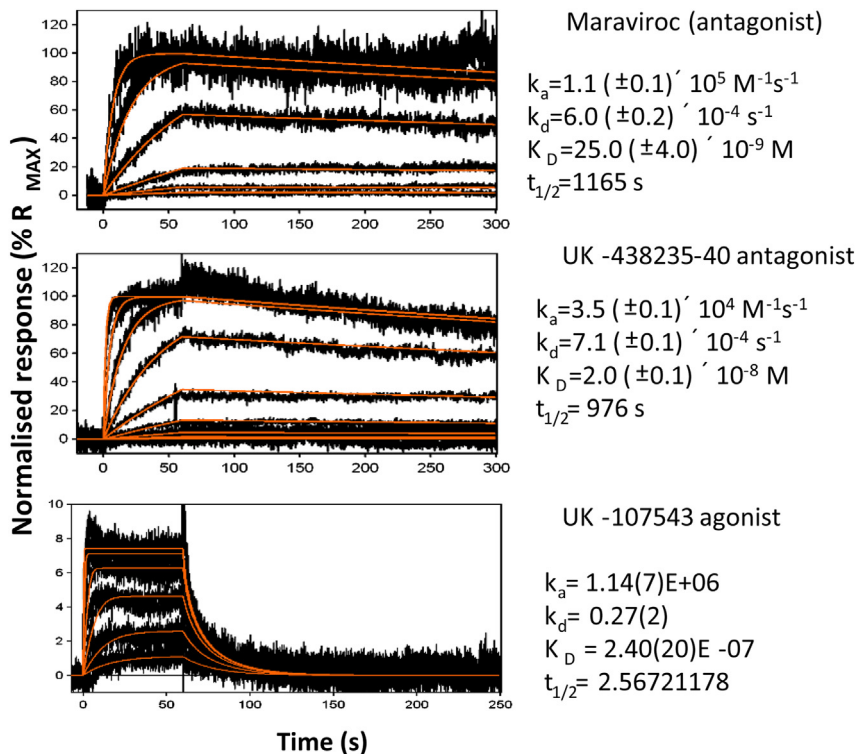 Normalised response (% R MAX)
120
100
80
60
40
20
0
0 50 100 150 200 250 300
Maraviroc (antagonist)
kₐ=1.1 (±0.1)´ 10⁵ M⁻¹s⁻¹
k_d=6.0 (±0.2) ´ 10⁻⁴ s⁻¹
K_D=25.0 (±4.0) ´ 10⁻⁹ M
t₁/₂=1165 s
120
100
80
60
40
20
0
0 50 100 150 200 250 300
UK -438235-40 antagonist
kₐ=3.5 (±0.1)´ 10⁴ M⁻¹s⁻¹
k_d=7.1 (±0.1) ´ 10⁻⁴ s⁻¹
K_D=2.0 (±0.1) ´ 10⁻⁸ M
t₁/₂= 976 s
10
8
6
4
2
0
0 50 100 150 200 250
UK -107543 agonist
kₐ= 1.14(7)E+06
k_d= 0.27(2)
K_D = 2.40(20)E -07
t₁/₂ = 2.56721178
Time (s)